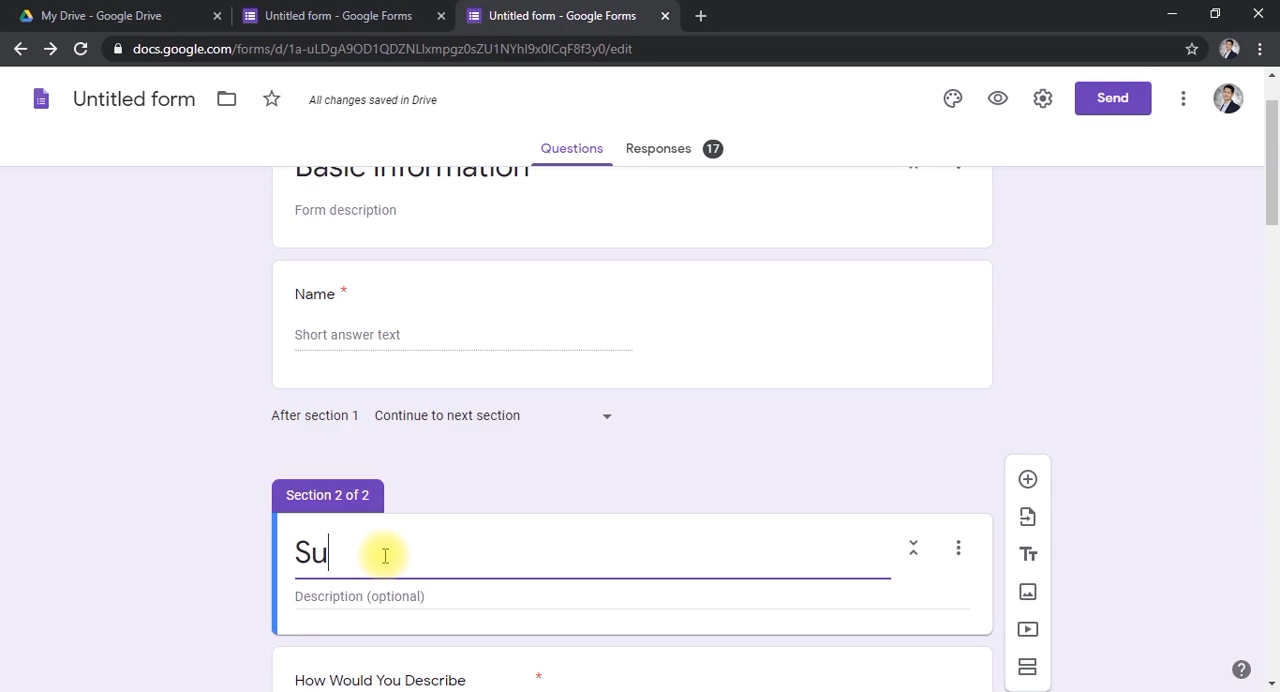 My Drive - Google Drive
Untitled form - Google Forms
Untitled form - Google Forms
docs.google.com/forms/d/1a-uLDgA9OD1QDZNLlxmpgz0sZU1NYhI9x0lCqF8f3y0/edit
Untitled form
All changes saved in Drive
Send
Questions
Responses 17
Basic Information
Form description
Name *
Short answer text
After section 1 Continue to next section
Section 2 of 2
Su
Description (optional)
How Would You Describe *